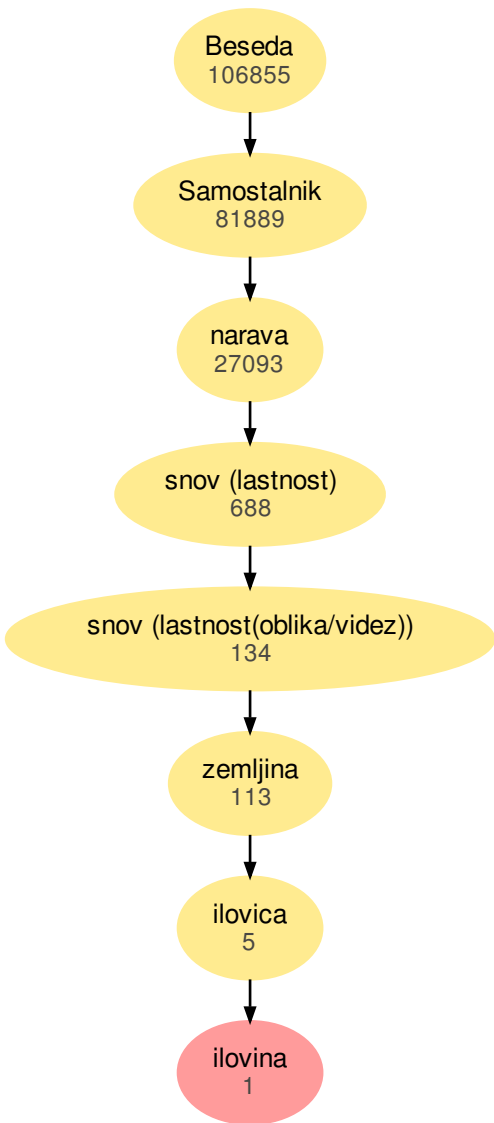 Beseda
106855
Samostalnik
81889
narava
27093
snov (lastnost)
688
snov (lastnost(oblika/videz))
134
zemljina
113
ilovica
5
ilovina
1